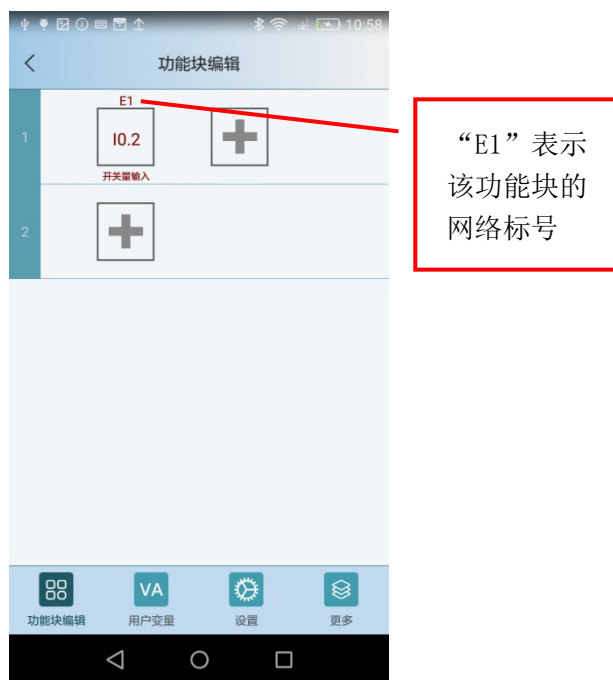 10:58
功能块编辑
E1
1
I0.2
开关量输入
2
“E1”表示
该功能块的
网络标号
VA
功能块编辑
用户变量
设置
更多